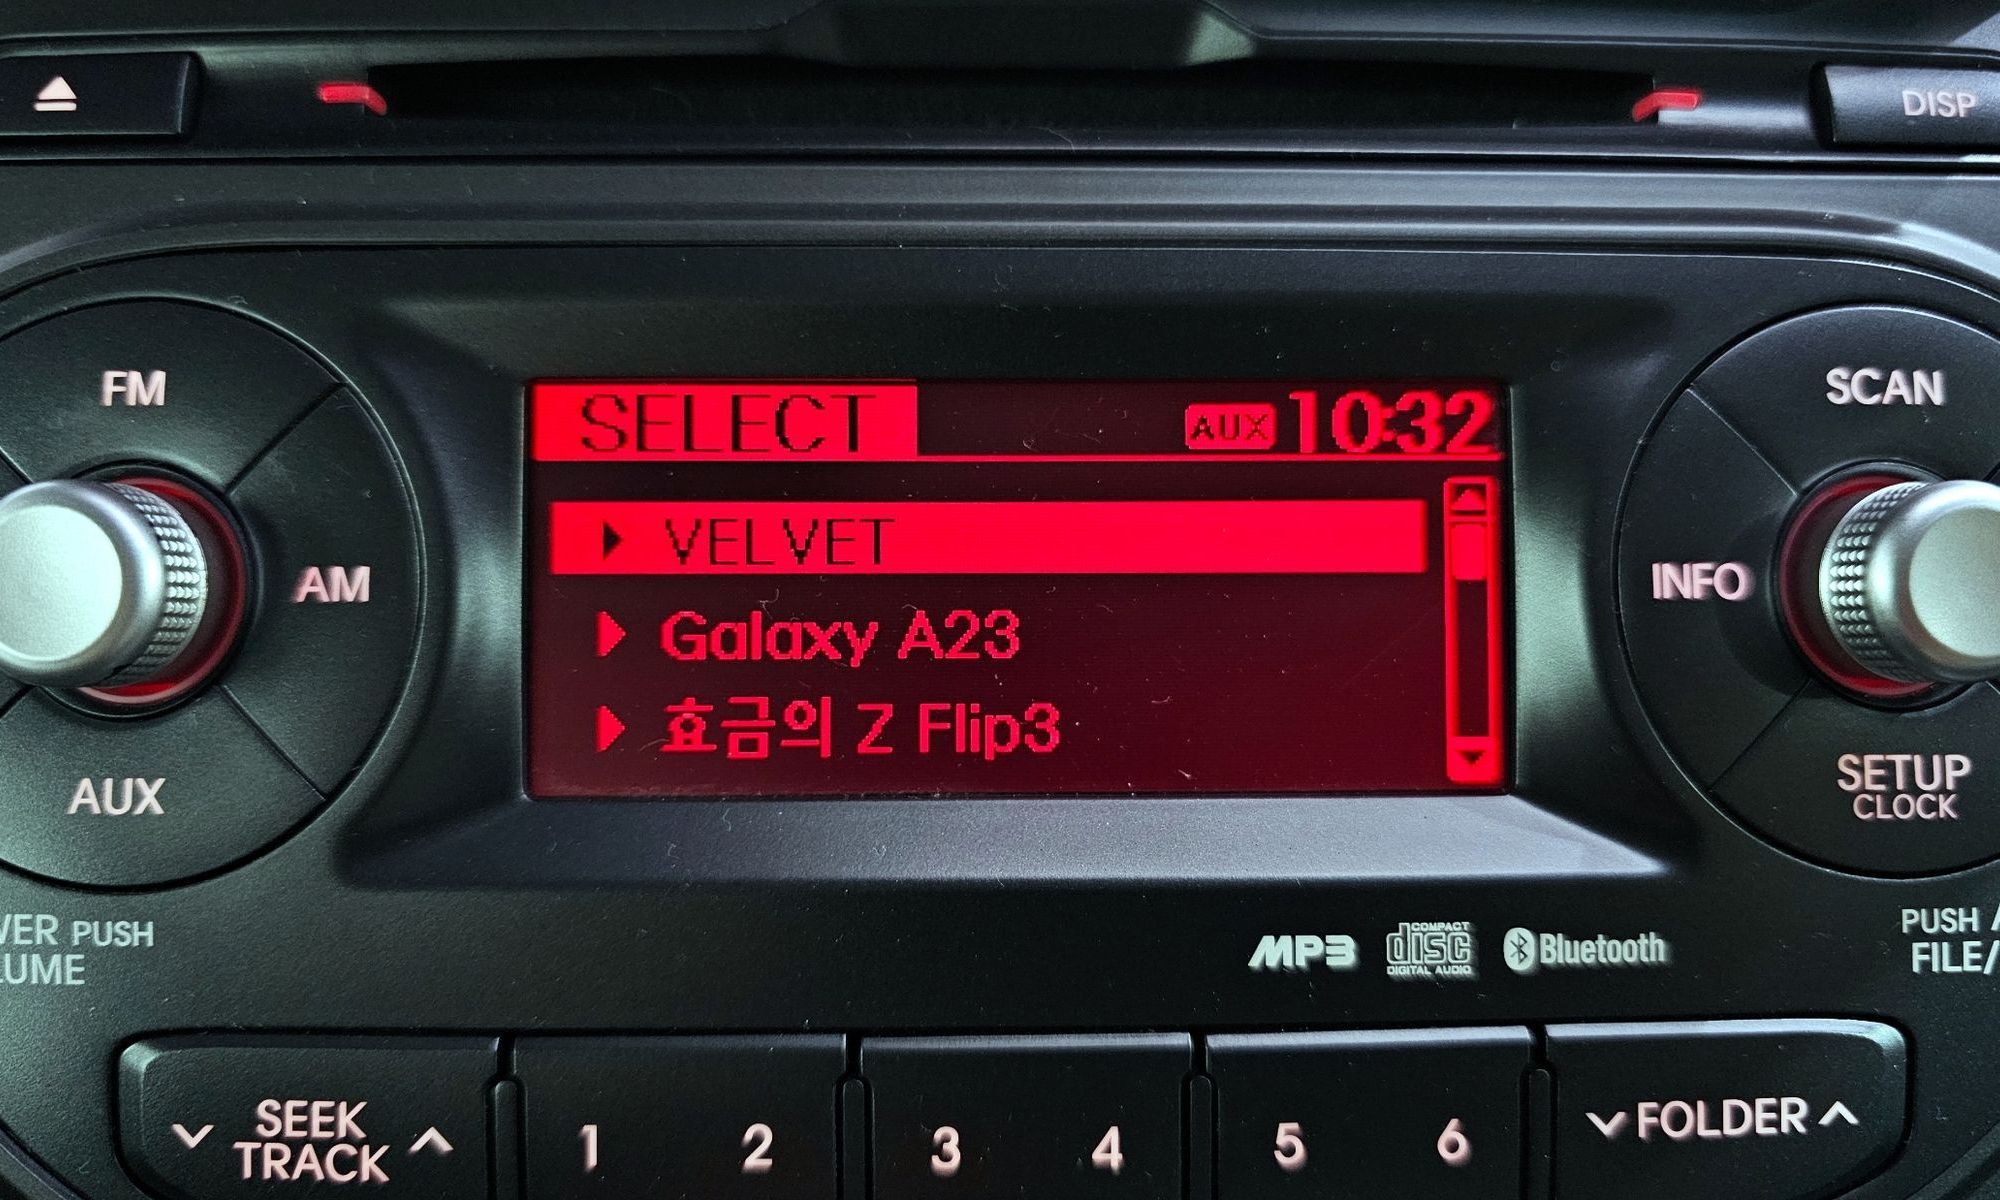 DISP
FM
SCAN
SELECT AUX 10:32
VELVET
AM
INFO
Galaxy A23
효금의 Z Flip3
AUX
SETUP
CLOCK
PUSH
PUSH
FILE/
MP3
COMPACT
disc
DIGITAL AUDIO
Bluetooth
SEEK
TRACK
1 2 3 4 5 6
FOLDER